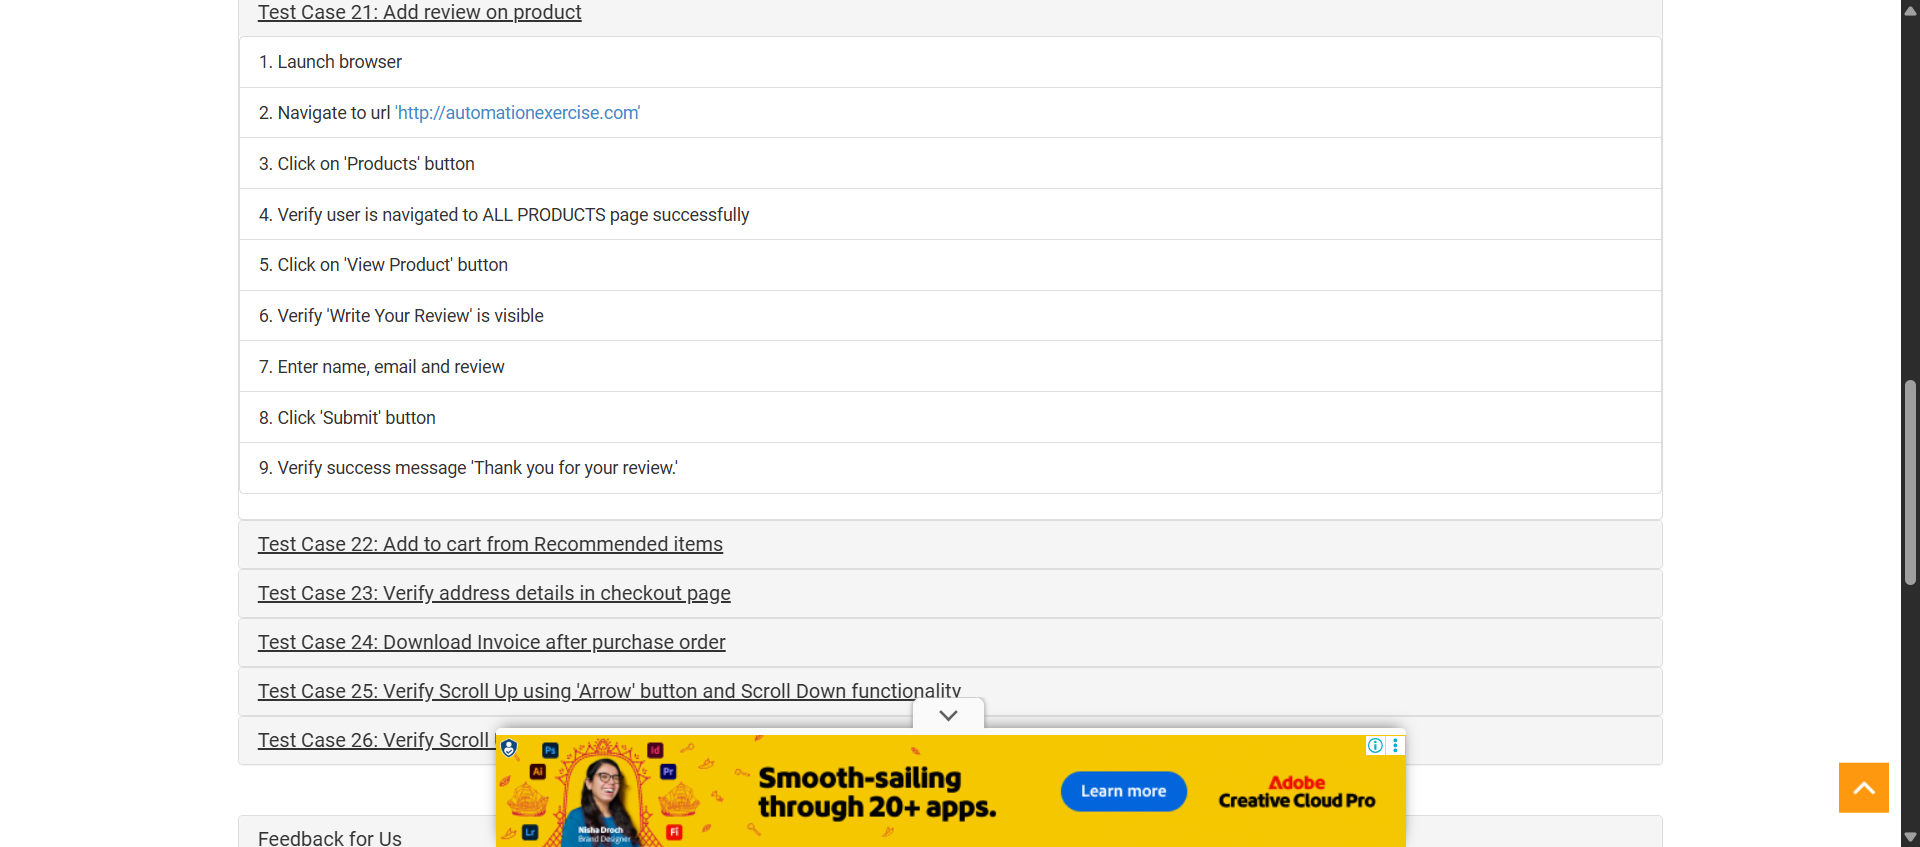 Test Case 21: Add review on product
1. Launch browser
2. Navigate to url 'http://automationexercise.com'
3. Click on 'Products' button
4. Verify user is navigated to ALL PRODUCTS page successfully
5. Click on 'View Product' button
6. Verify 'Write Your Review' is visible
7. Enter name, email and review
8. Click 'Submit' button
9. Verify success message 'Thank you for your review.'
Test Case 22: Add to cart from Recommended items
Test Case 23: Verify address details in checkout page
Test Case 24: Download Invoice after purchase order
Test Case 25: Verify Scroll Up using 'Arrow' button and Scroll Down functionality
Test Case 26: Verify Scroll
Ps
Id
Ai
Pr
Lr
Fl
Nisha Droch
Brand Designer
Smooth-sailing
through 20+ apps.
Learn more
Adobe
Creative Cloud Pro
Feedback for Us